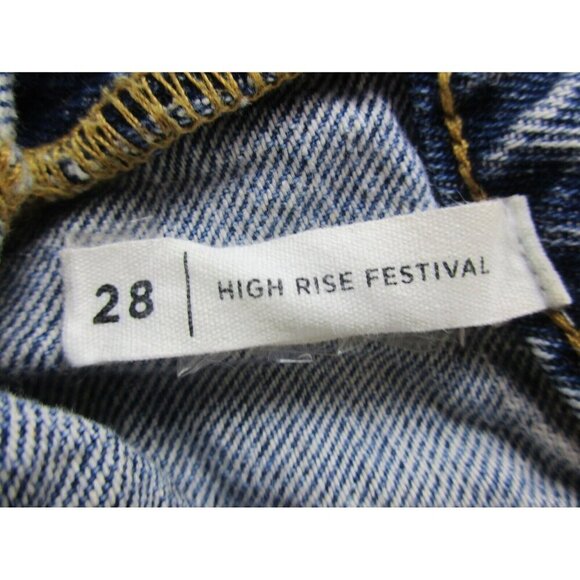 28 | HIGH RISE FESTIVAL